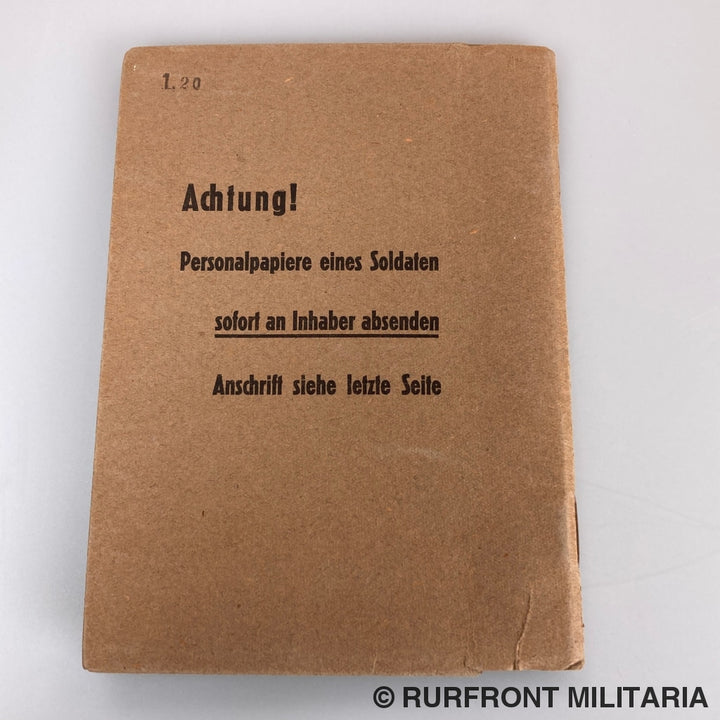 1.20
Achtung!
Personalpapiere eines Soldaten
sofort an Inhaber absenden
Anschrift siehe letzte Seite
© RURFRONT MILITARIA